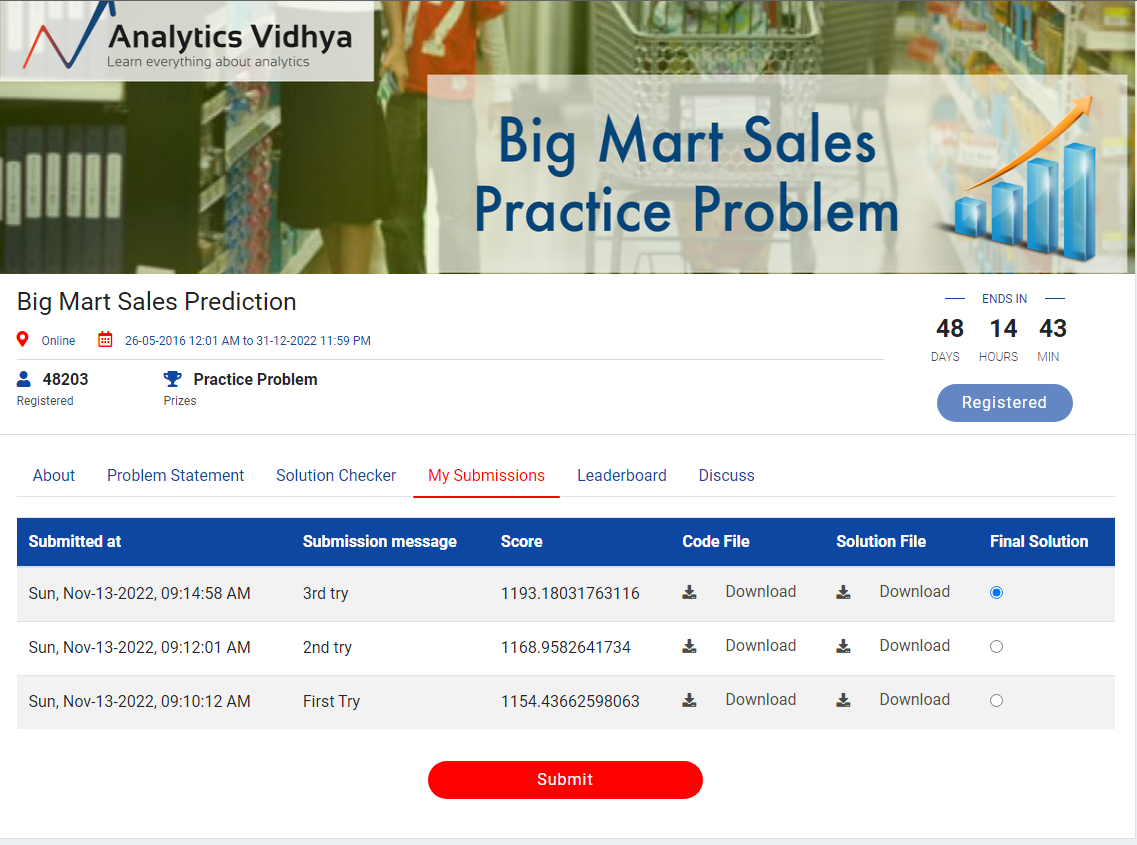 Analytics Vidhya
Learn everything about analytics
Big Mart Sales
Practice Problem
Big Mart Sales Prediction
Online 26-05-2016 12:01 AM to 31-12-2022 11:59 PM
48203 Practice Problem
Registered Prizes
ENDS IN
48 14 43
DAYS HOURS MIN
Registered
About Problem Statement Solution Checker My Submissions Leaderboard Discuss
Submitted at Submission message Score Code File Solution File Final Solution
Sun, Nov-13-2022, 09:14:58 AM 3rd try 1193.18031763116 Download Download
Sun, Nov-13-2022, 09:12:01 AM 2nd try 1168.9582641734 Download Download
Sun, Nov-13-2022, 09:10:12 AM First Try 1154.43662598063 Download Download
Submit